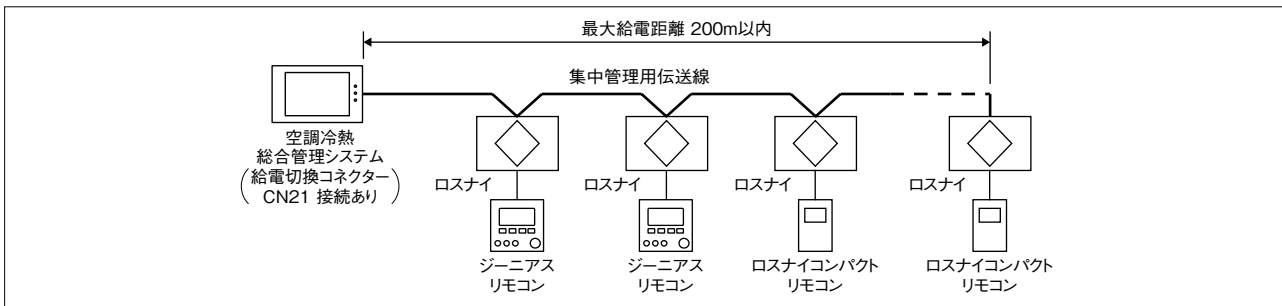 最大給電距離 200m以内
集中管理用伝送線
空調冷熱
総合管理システム
(給電切換コネクター
CN21 接続あり)
ロスナイ
ロスナイ
ロスナイ
ロスナイ
ジーニアス
リモコン
ジーニアス
リモコン
ロスナイコンパクト
リモコン
ロスナイコンパクト
リモコン